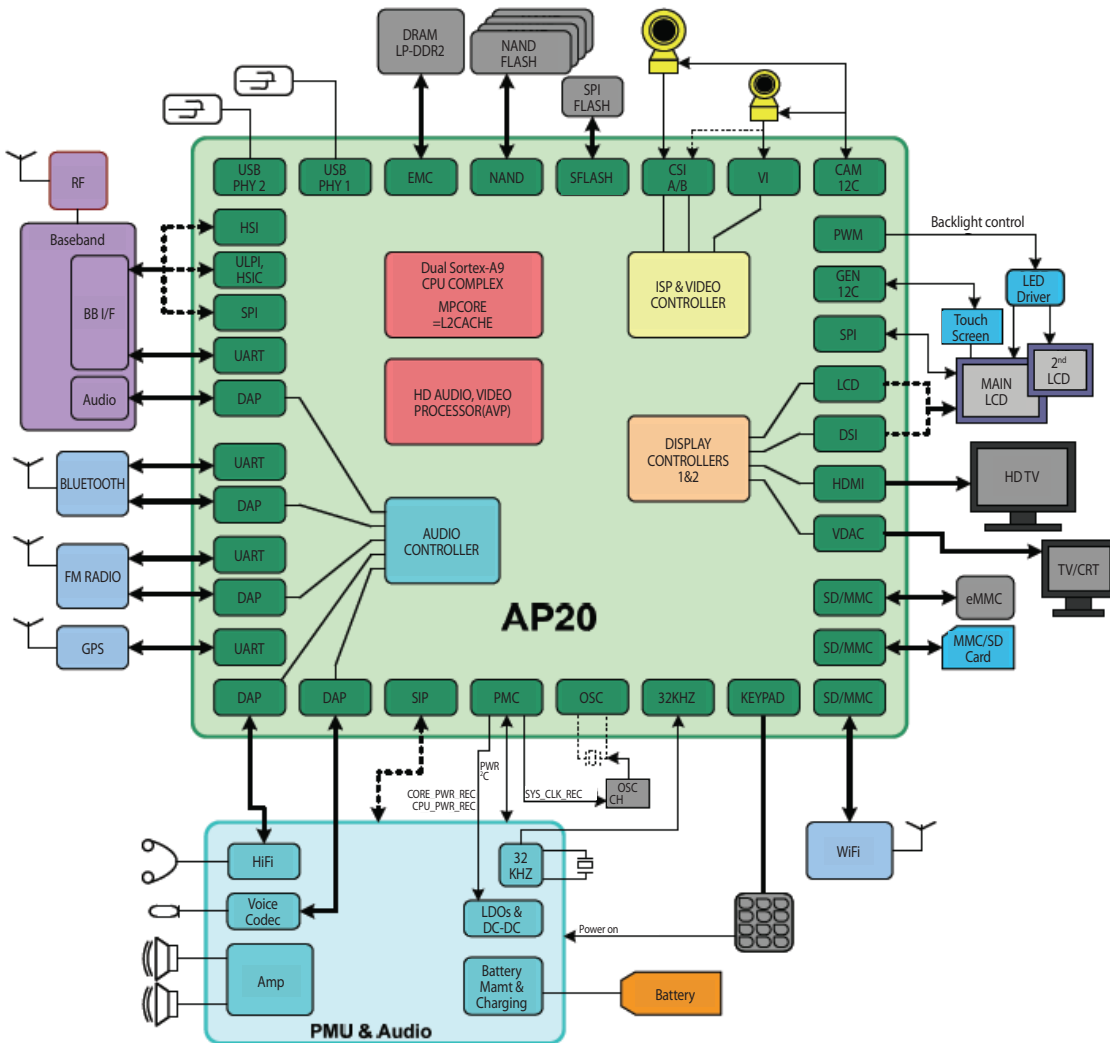 DRAM
LP-DDR2
NAND
FLASH
SPI
FLASH
USB
PHY 2
USB
PHY 1
EMC
NAND
SFLASH
CSI
A/B
VI
CAM
12C
RF
Baseband
BB I/F
Audio
HSI
ULPI,
HSIC
SPI
UART
DAP
Dual Sortex-A9
CPU COMPLEX
MPCORE
=L2CACHE
HD AUDIO, VIDEO
PROCESSOR(AVP)
ISP & VIDEO
CONTROLLER
PWM
Backlight control
GEN
12C
LED
Driver
SPI
Touch
Screen
LCD
MAIN
LCD
2nd
LCD
DISPLAY
CONTROLLERS
1&2
DSI
HDMI
HD TV
VDAC
TV/CRT
BLUETOOTH
UART
DAP
FM RADIO
UART
DAP
GPS
UART
AUDIO
CONTROLLER
AP20
SD/MMC
eMMC
SD/MMC
MMC/SD
Card
DAP
DAP
SIP
PMC
OSC
32KHZ
KEYPAD
SD/MMC
PWR
²C
CORE_PWR_REC
CPU_PWR_REC
SYS_CLK_REC
OSC
CH
WiFi
HiFi
32
KHZ
Voice
Codec
LDOs &
DC-DC
Power on
Amp
Battery
Mamt &
Charging
Battery
PMU & Audio